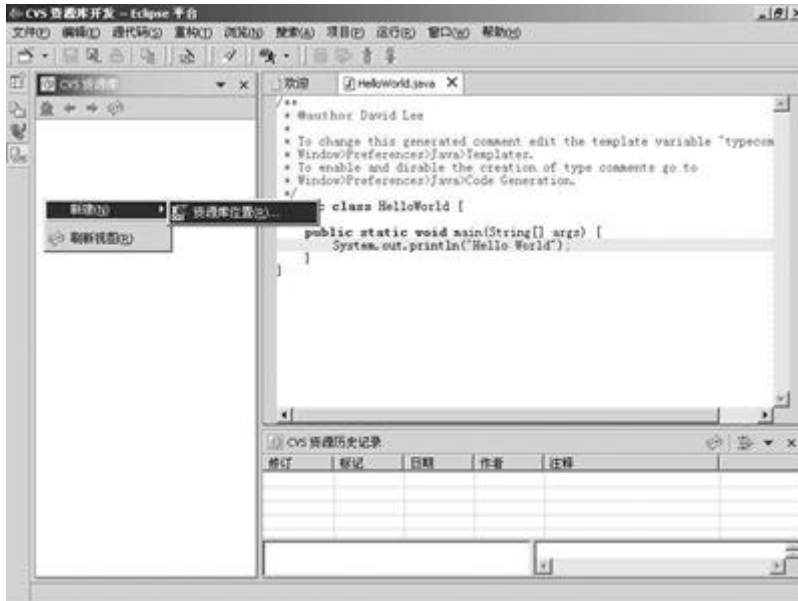 CVS 资源库开发 - Eclipse 平台
文件(F) 编辑(E) 源代码(S) 重构(T) 浏览(N) 搜索(A) 项目(P) 运行(R) 窗口(W) 帮助(H)
CVS 资源库
欢迎 HelloWorld.java
/**
* @author David Lee
*
* To change this generated comment edit the template variable "typecom
* Window>Preferences>Java>Templates.
* To enable and disable the creation of type comments go to
* Window>Preferences>Java>Code Generation.
*/
c class HelloWorld {
新建(N) 资源库位置(R)...
刷新视图(R)
public static void main(String[] args) {
System.out.println("Hello World");
}
}
CVS 资源历史记录
修订 标记 日期 作者 注释